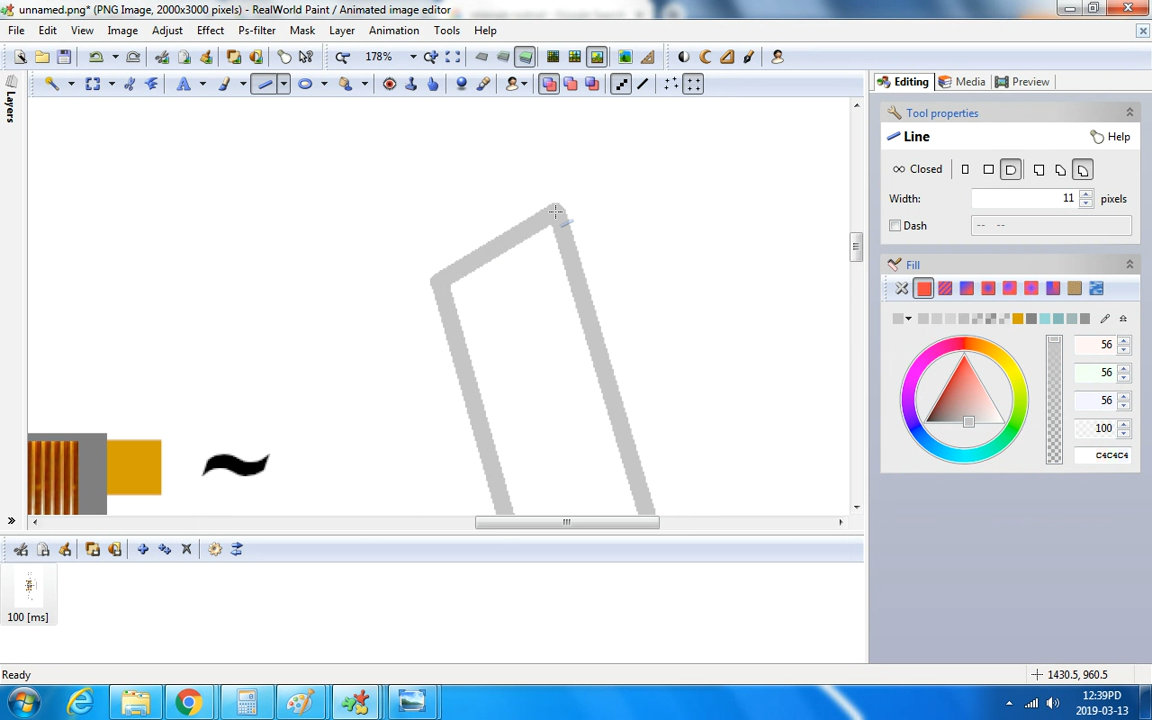 unnamed.png* (PNG Image, 2000x3000 pixels) - RealWorld Paint / Animated image editor
File Edit View Image Adjust Effect Ps-filter Mask Layer Animation Tools Help
178%
Layers
Editing Media Preview
Tool properties
Line Help
Closed
Width: 11 pixels
Dash -- --
Fill
56
56
56
100
C4C4C4
100 [ms]
Ready 1430.5, 960.5
12:39PD
2019-03-13